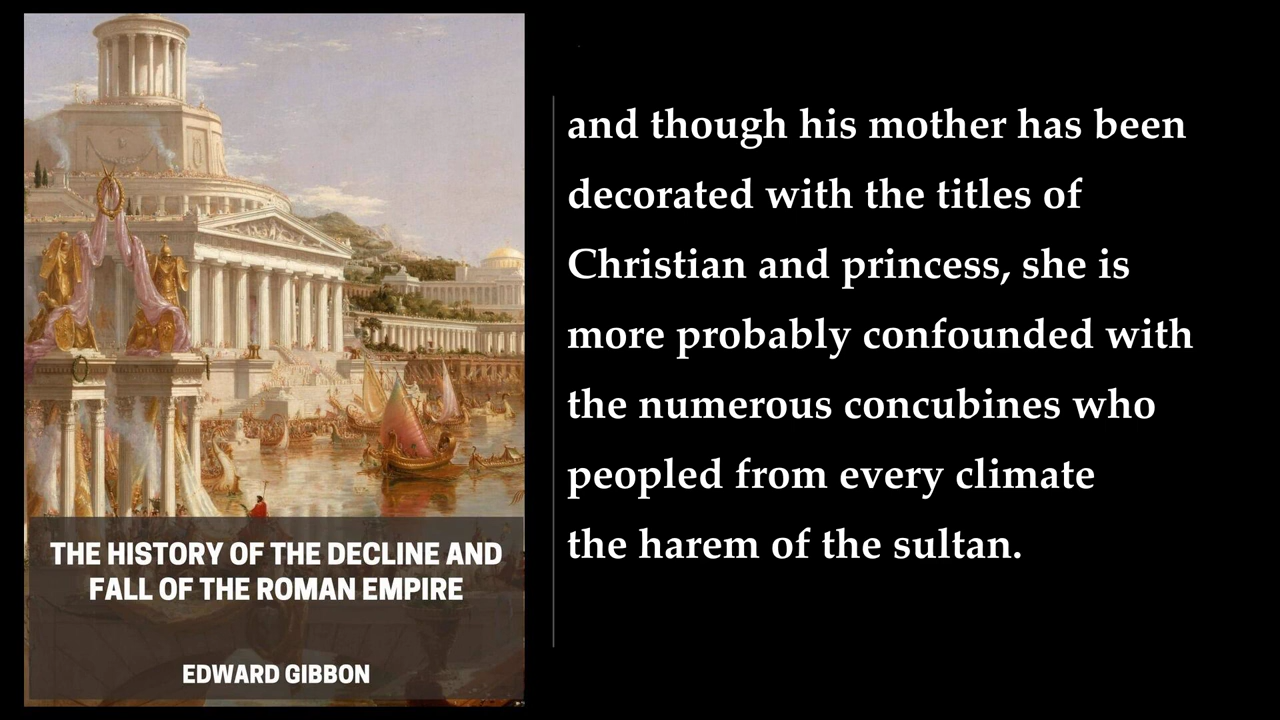 THE HISTORY OF THE DECLINE AND
FALL OF THE ROMAN EMPIRE
EDWARD GIBBON
and though his mother has been
decorated with the titles of
Christian and princess, she is
more probably confounded with
the numerous concubines who
peopled from every climate
the harem of the sultan.